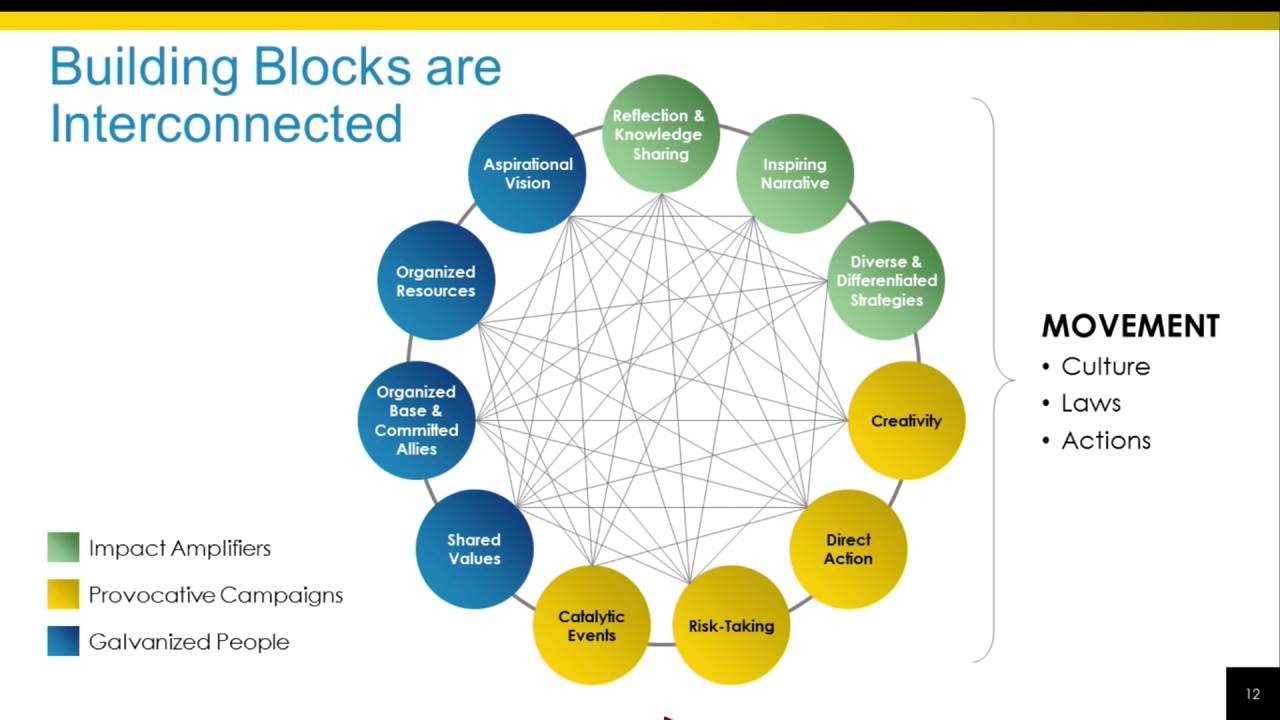 Building Blocks are
Interconnected
Reflection &
Knowledge
Sharing
Inspiring
Narrative
Diverse &
Differentiated
Strategies
Creativity
Direct
Action
Risk-Taking
Catalytic
Events
Shared
Values
Organized
Base &
Committed
Allies
Organized
Resources
Aspirational
Vision
MOVEMENT
• Culture
• Laws
• Actions
Impact Amplifiers
Provocative Campaigns
Galvanized People
12